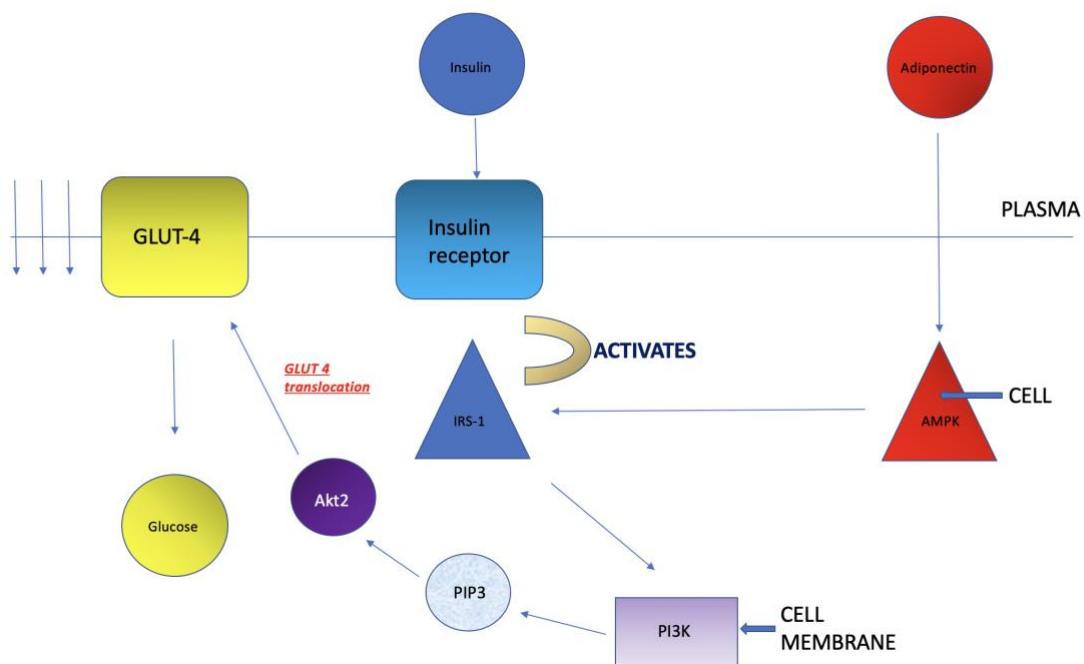 Insulin
Adiponectin
PLASMA
GLUT-4
Insulin
receptor
ACTIVATES
GLUT 4
translocation
IRS-1
CELL
AMPK
Akt2
Glucose
PIP3
PI3K
CELL
MEMBRANE